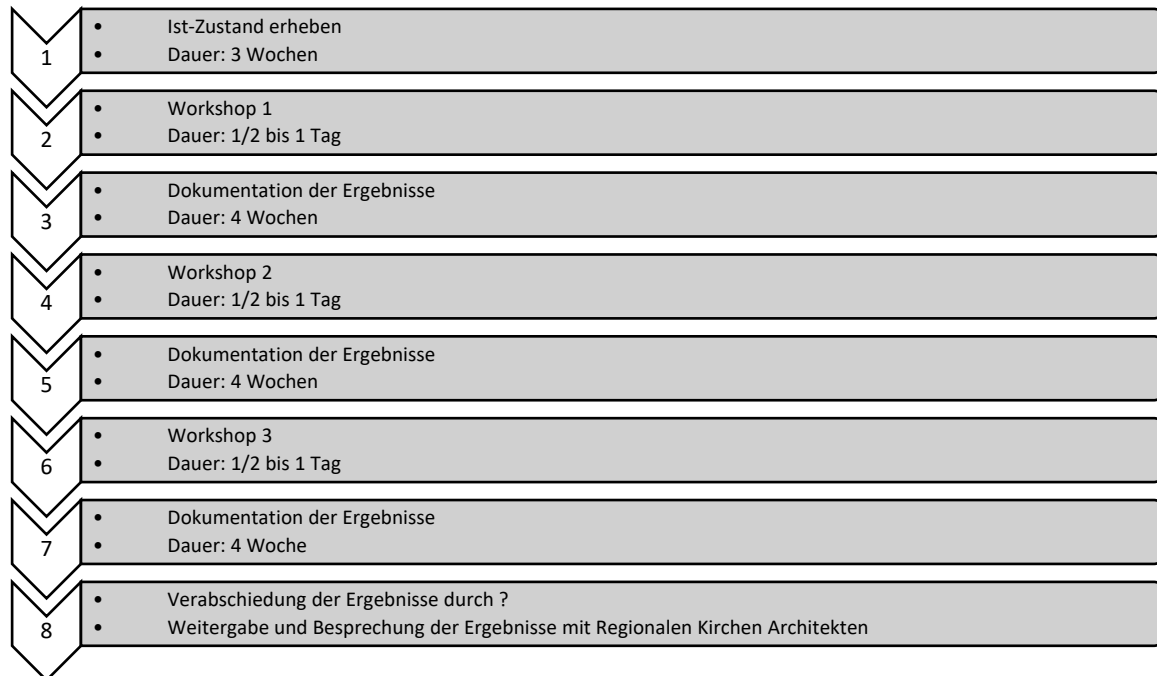 1
• Ist-Zustand erheben
• Dauer: 3 Wochen
2
• Workshop 1
• Dauer: 1/2 bis 1 Tag
3
• Dokumentation der Ergebnisse
• Dauer: 4 Wochen
4
• Workshop 2
• Dauer: 1/2 bis 1 Tag
5
• Dokumentation der Ergebnisse
• Dauer: 4 Wochen
6
• Workshop 3
• Dauer: 1/2 bis 1 Tag
7
• Dokumentation der Ergebnisse
• Dauer: 4 Woche
8
• Verabschiedung der Ergebnisse durch ?
• Weitergabe und Besprechung der Ergebnisse mit Regionalen Kirchen Architekten